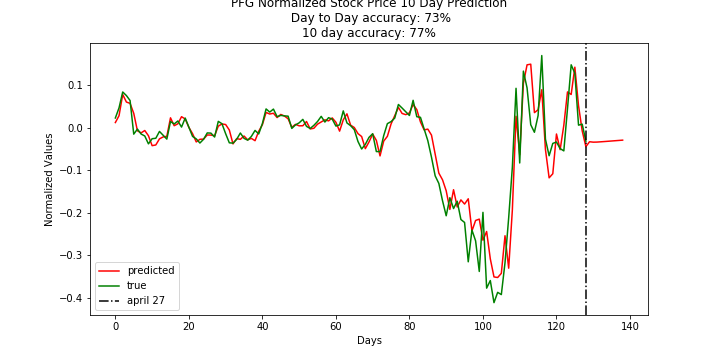 PFG Normalized Stock Price 10 Day Prediction
Day to Day accuracy: 73%
10 day accuracy: 77%
0.1
0.0
−0.1
−0.2
−0.3
−0.4
Normalized Values
predicted
true
april 27
0 20 40 60 80 100 120 140
Days